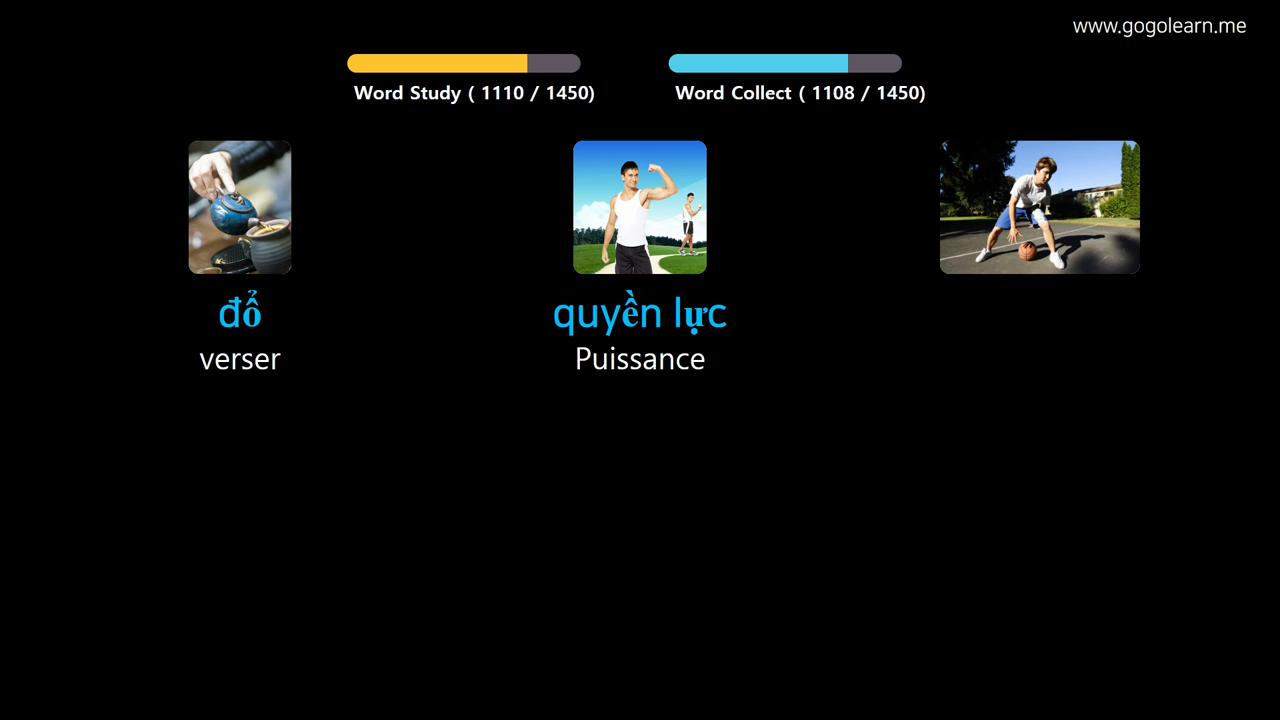 www.gogolearn.me
Word Study ( 1110 / 1450)
Word Collect ( 1108 / 1450)
đổ
verser
quyền lực
Puissance